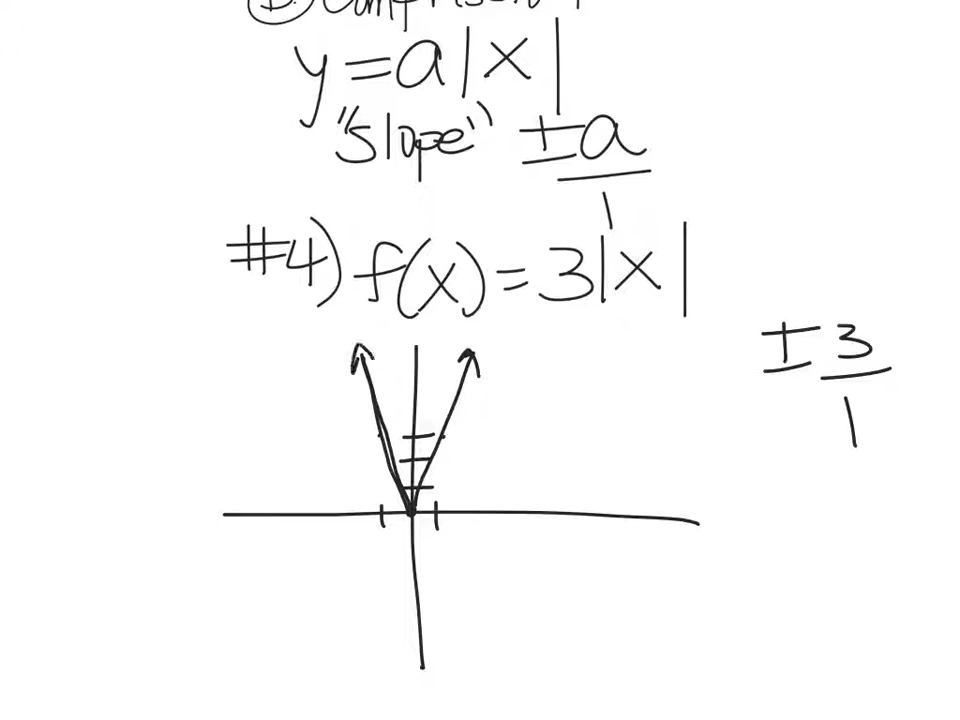 y = a|x|
"slope" ±a/1
#4) f(x) = 3|x|
±3/1